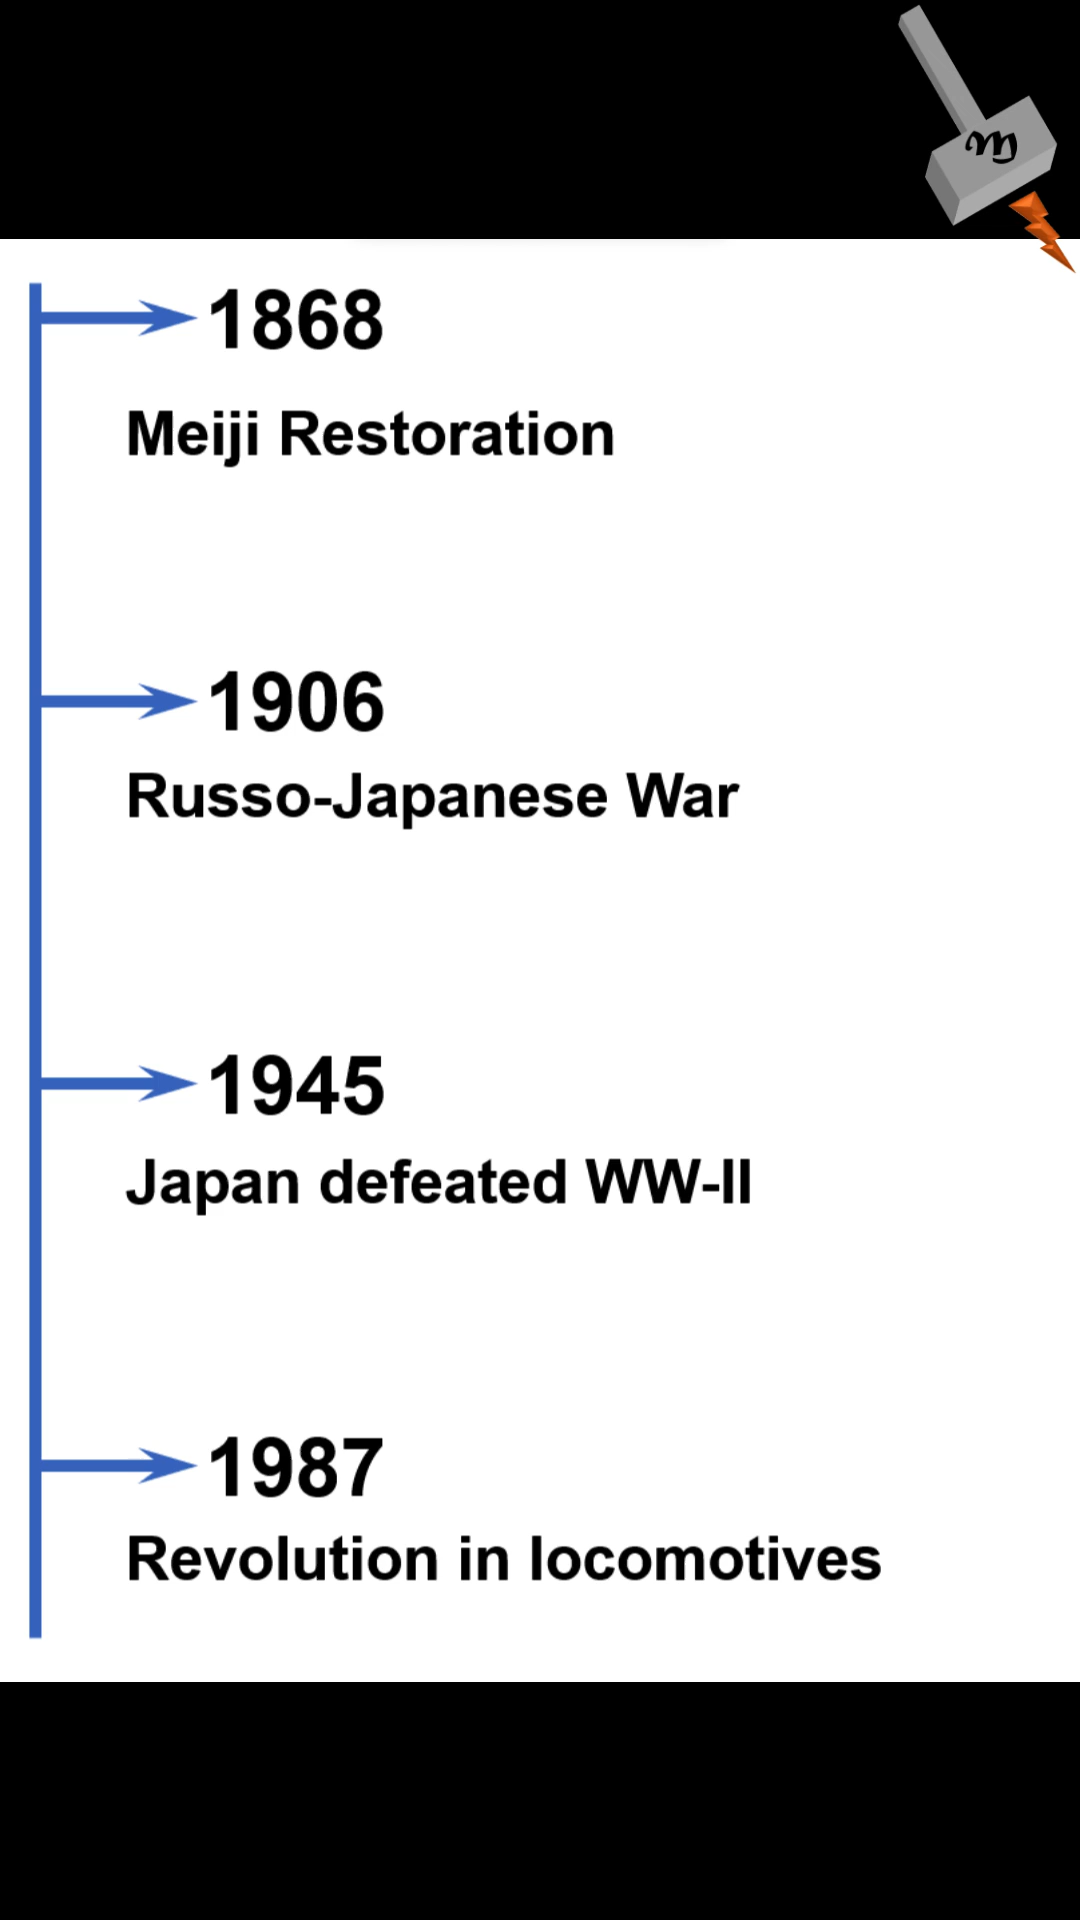 1868
Meiji Restoration
1906
Russo-Japanese War
1945
Japan defeated WW-II
1987
Revolution in locomotives